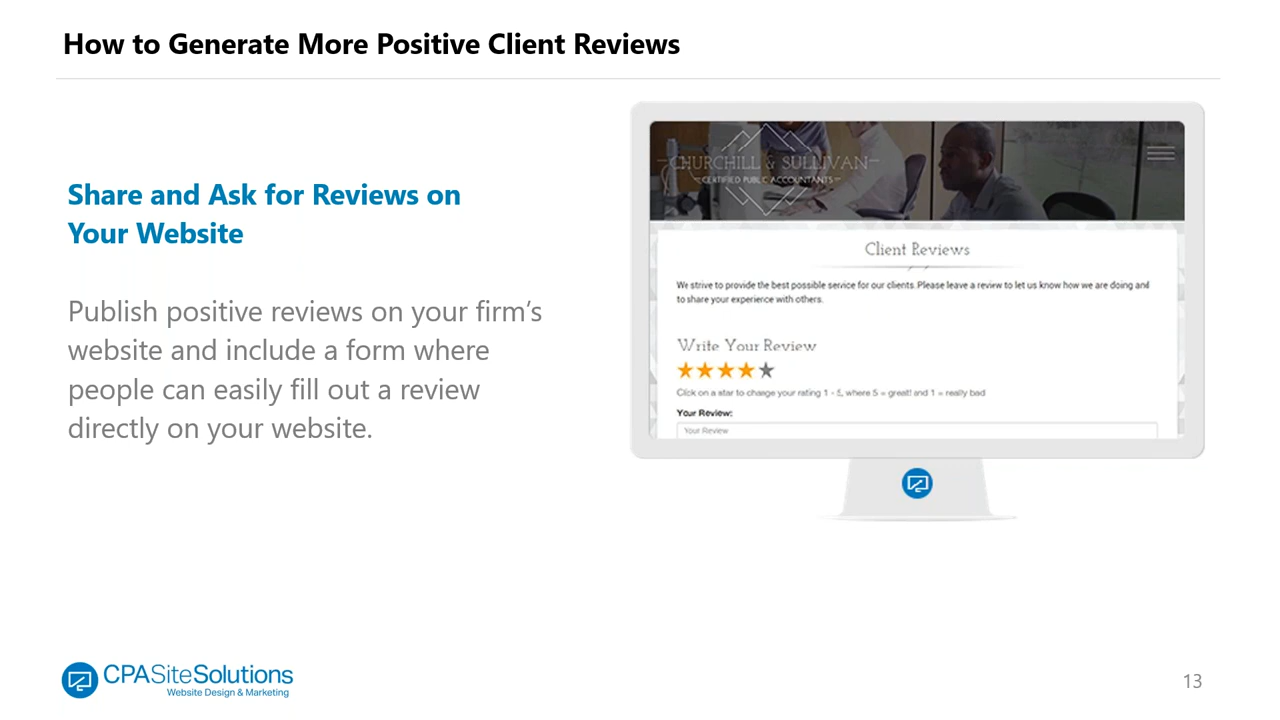 How to Generate More Positive Client Reviews
Share and Ask for Reviews on
Your Website
Publish positive reviews on your firm's
website and include a form where
people can easily fill out a review
directly on your website.
CHURCHILL & SULLIVAN
CERTIFIED PUBLIC ACCOUNTANTS
Client Reviews
We strive to provide the best possible service for our clients. Please leave a review to let us know how we are doing and
to share your experience with others.
Write Your Review
Click on a star to change your rating 1 - 5, where 5 = great! and 1 = really bad
Your Review:
Your Review
CPASiteSolutions
Website Design & Marketing
13